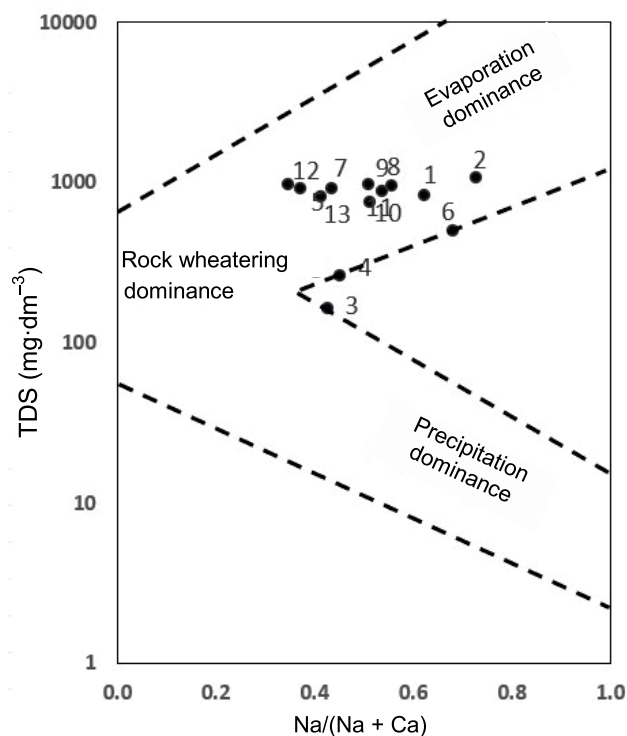 10000
1000
100
10
1
TDS (mg·dm⁻³)
Evaporation
dominance
12 7 9 8 1 2
5 13 11 10 6
Rock wheatering
dominance
4
3
Precipitation
dominance
0.0 0.2 0.4 0.6 0.8 1.0
Na/(Na + Ca)